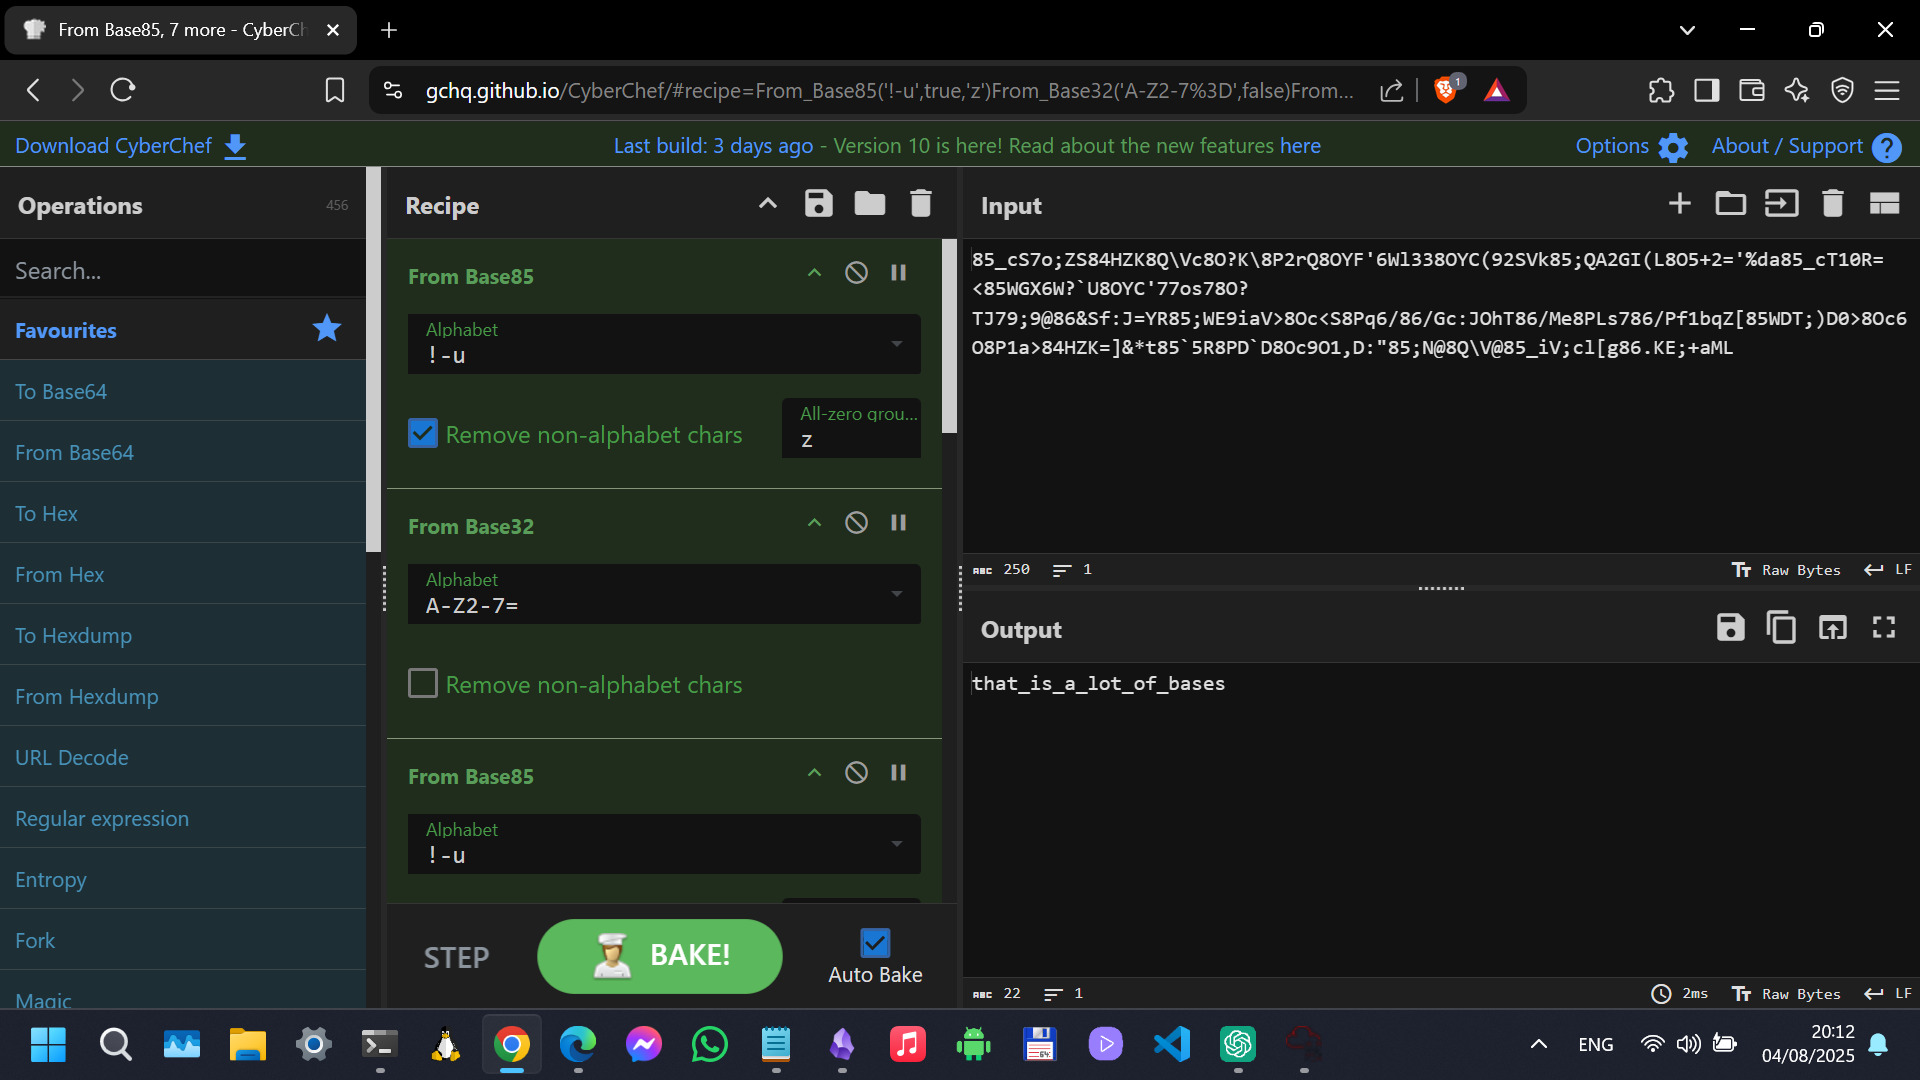 From Base85, 7 more - CyberCh
gchq.github.io/CyberChef/#recipe=From_Base85('!-u',true,'z')From_Base32('A-Z2-7%3D',false)From...
1
Download CyberChef
Last build: 3 days ago - Version 10 is here! Read about the new features here
Options
About / Support
Operations
456
Search...
Favourites
To Base64
From Base64
To Hex
From Hex
To Hexdump
From Hexdump
URL Decode
Regular expression
Entropy
Fork
Magic
Recipe
From Base85
Alphabet
!-u
Remove non-alphabet chars
All-zero grou...
z
From Base32
Alphabet
A-Z2-7=
Remove non-alphabet chars
From Base85
Alphabet
!-u
STEP
BAKE!
Auto Bake
Input
85_cS7o;ZS84HZK8Q\Vc8O?K\8P2rQ8OYF'6Wl338OYC(92SVk85;QA2GI(L8O5+2='%da85_cT10R=
<85WGX6W?`U8OYC'77os78O?
TJ79;9@86&Sf:J=YR85;WE9iaV>8Oc<S8Pq6/86/Gc:JOhT86/Me8PLs786/Pf1bqZ[85WDT;)D0>8Oc6
O8P1a>84HZK=]&*t85`5R8PD`D8Oc9O1,D:"85;N@8Q\V@85_iV;cl[g86.KE;+aML
ABC 250
1
Raw Bytes
LF
Output
that_is_a_lot_of_bases
ABC 22
1
2ms
Raw Bytes
LF
64
ENG
20:12
04/08/2025